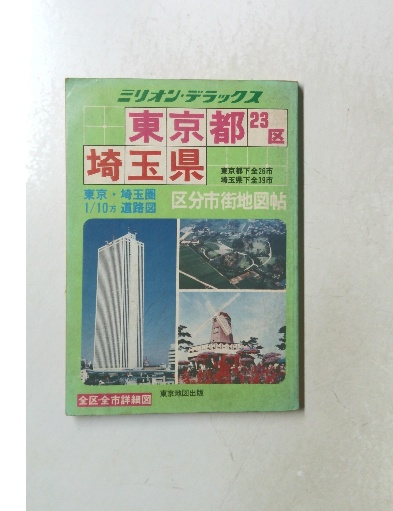 ミリオン・デラックス
東京都23区
埼玉県
東京都下全26市
埼玉県下全39市
東京・埼玉圏
1/10万 道路図
区分市街地図帖
全区・全市詳細図
東京地図出版